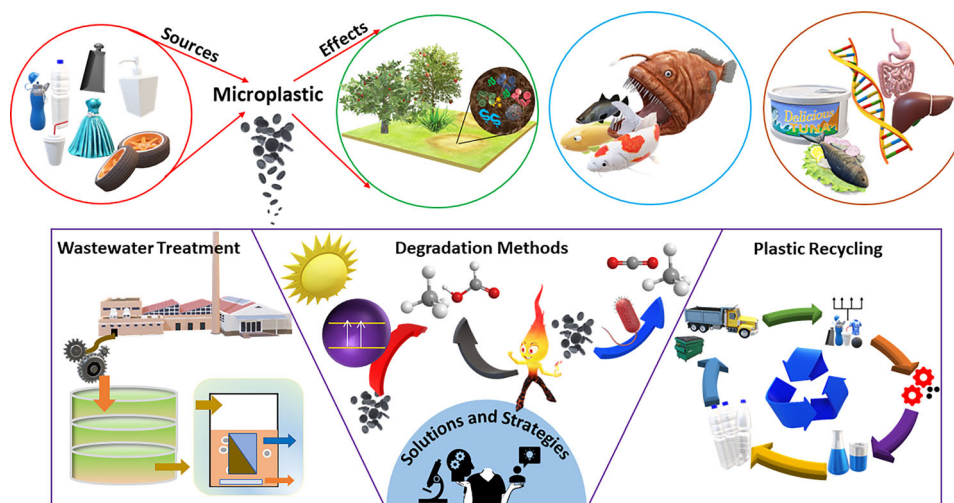 Sources
Effects
Microplastic
Delicious
TUNA
Wastewater Treatment
Degradation Methods
Plastic Recycling
Solutions and Strategies